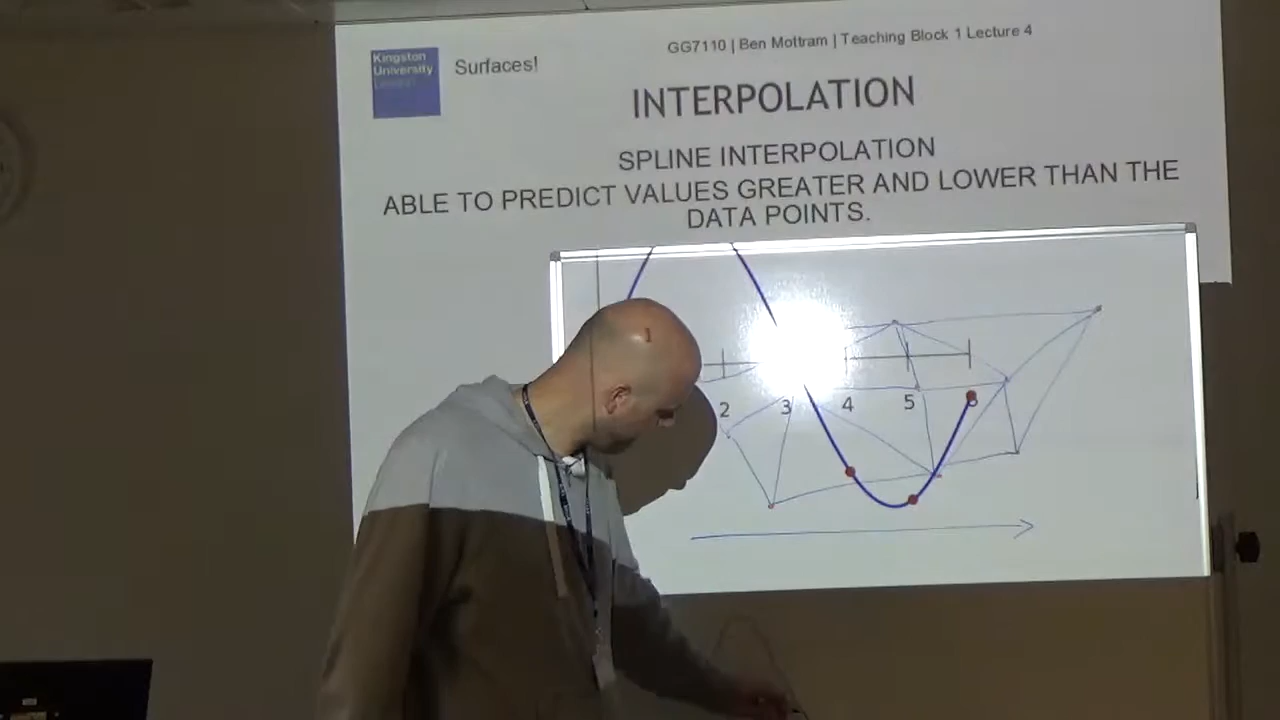 GG7110 | Ben Mottram | Teaching Block 1 Lecture 4
Kingston
University
London
Surfaces!
INTERPOLATION
SPLINE INTERPOLATION
ABLE TO PREDICT VALUES GREATER AND LOWER THAN THE
DATA POINTS.
2 3 4 5 6